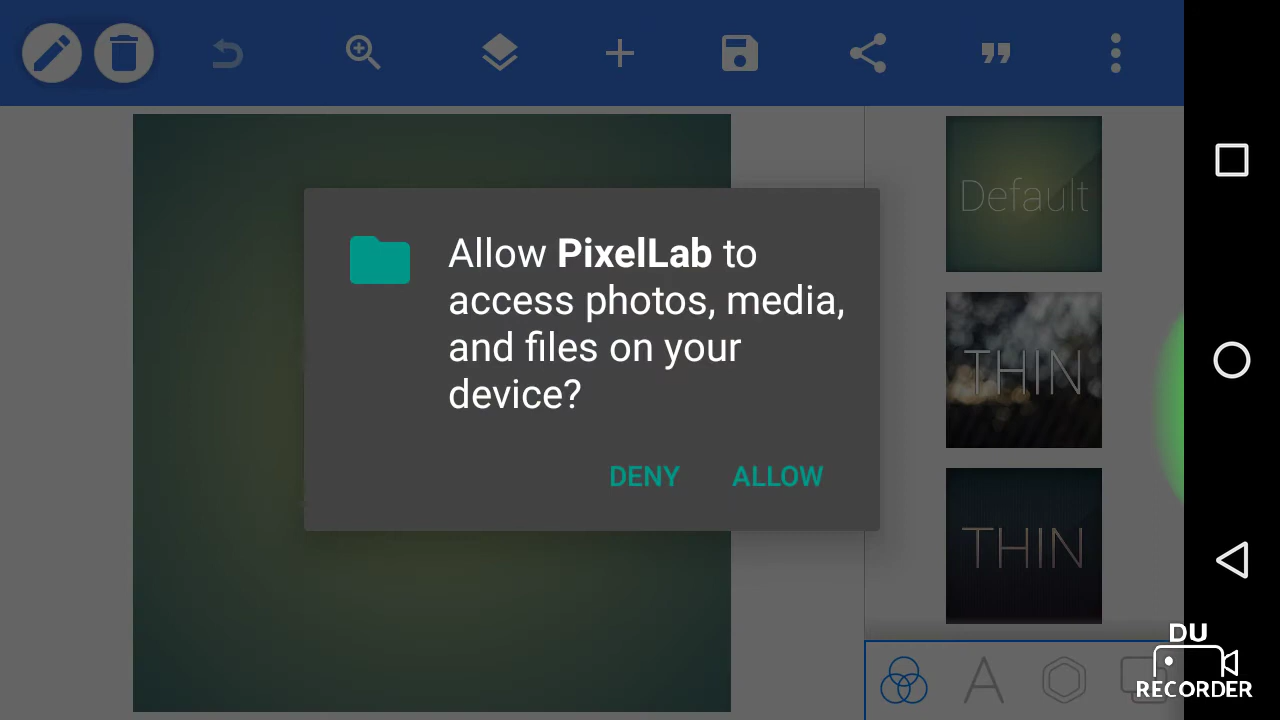 Default
Allow PixelLab to
access photos, media,
and files on your
device?
DENY ALLOW
THIN
THIN
DU
RECORDER